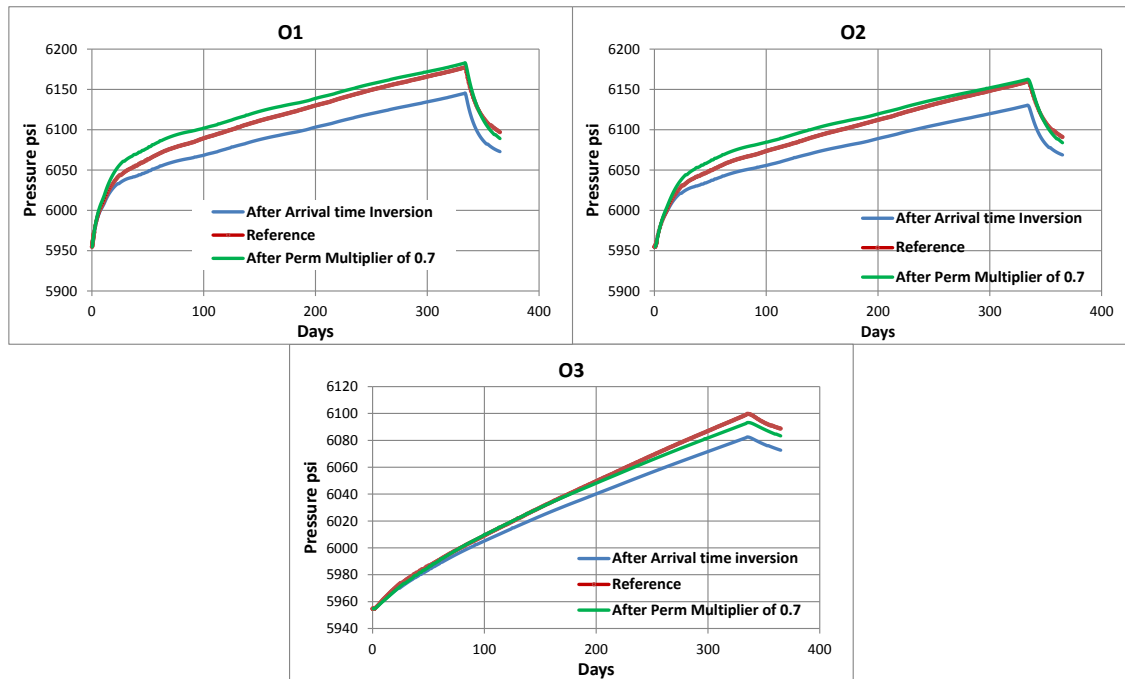 O1
6200
6150
6100
6050
6000
5950
5900
Pressure psi
After Arrival time Inversion
Reference
After Perm Multiplier of 0.7
0 100 200 300 400
Days
O2
6200
6150
6100
6050
6000
5950
5900
Pressure psi
After Arrival time Inversion
Reference
After Perm Multiplier of 0.7
0 100 200 300 400
Days
O3
6120
6100
6080
6060
6040
6020
6000
5980
5960
5940
Pressure psi
After Arrival time inversion
Reference
After Perm Multiplier of 0.7
0 100 200 300 400
Days